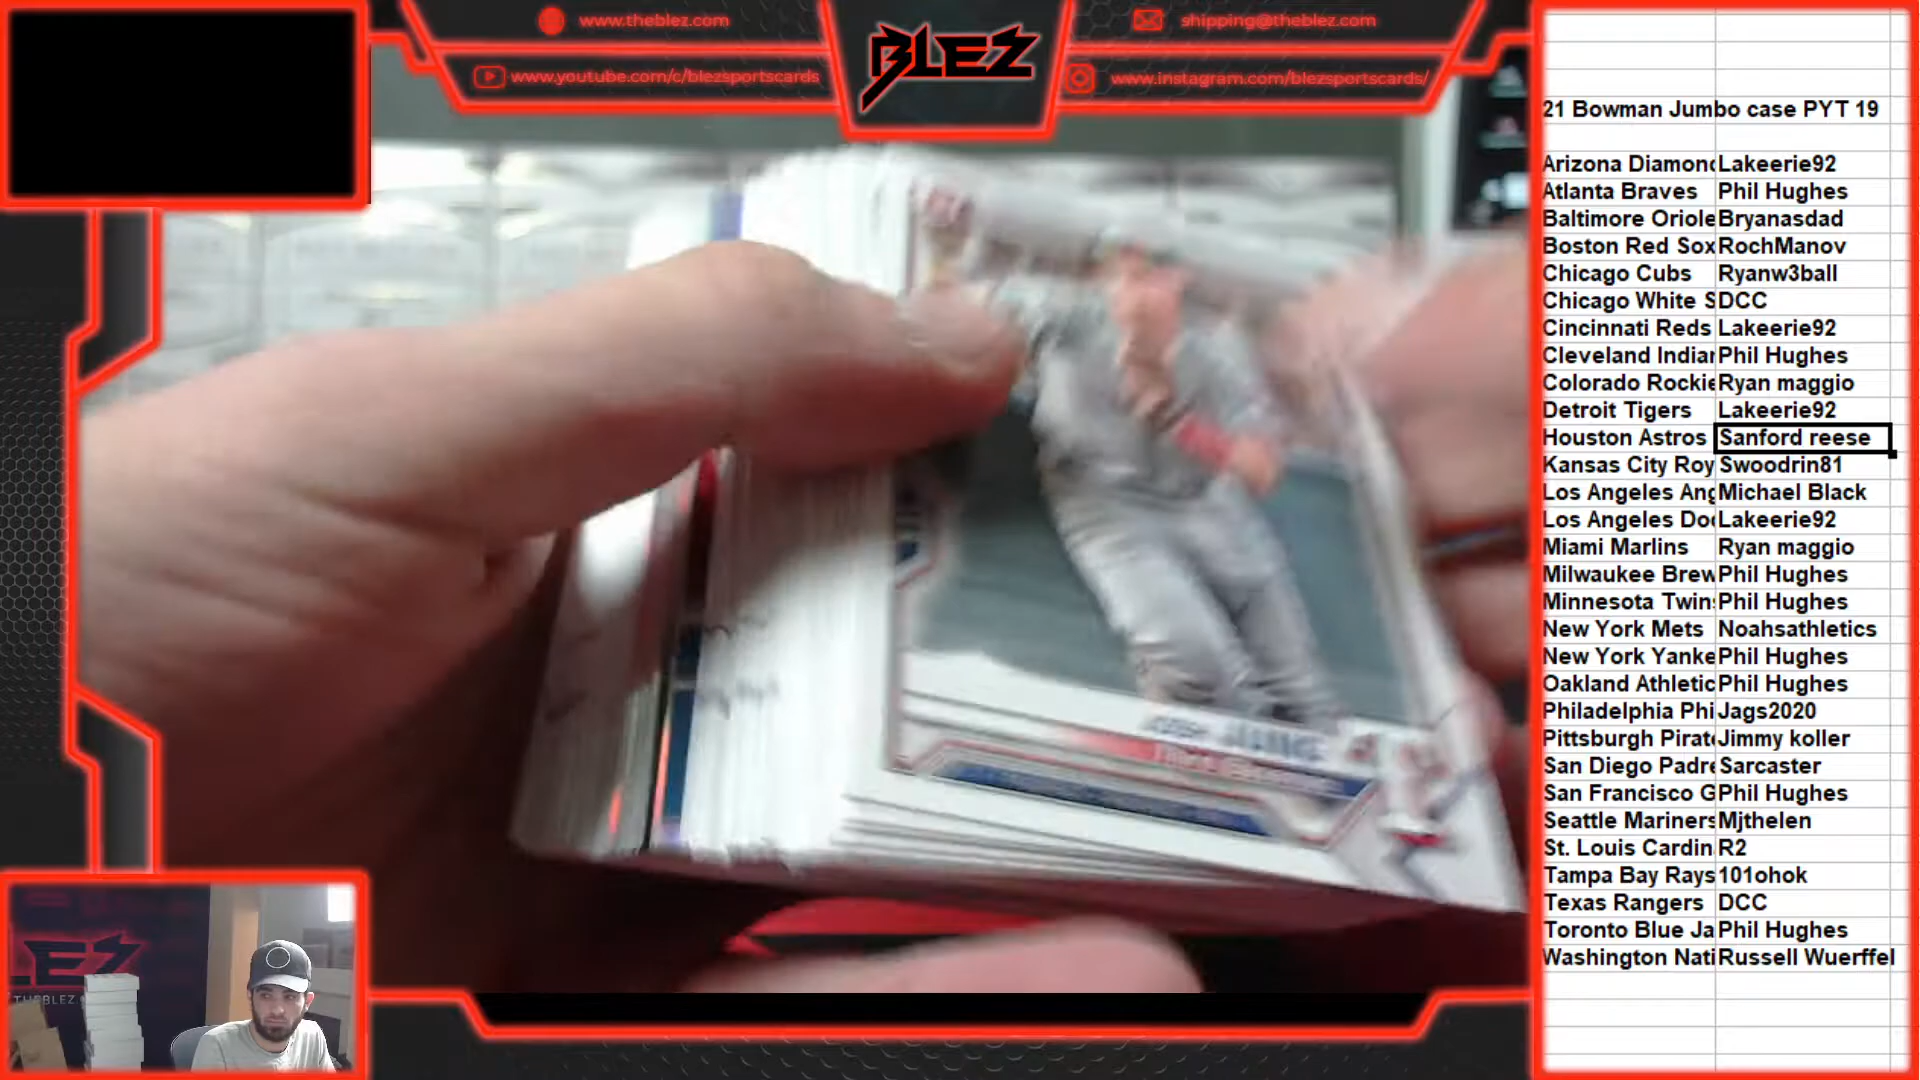 www.theblez.com
www.youtube.com/c/blezsportscards
BLEZ
shipping@theblez.com
www.instagram.com/blezsportscards/
21 Bowman Jumbo case PYT 19
Arizona Diamond Lakeerie92
Atlanta Braves Phil Hughes
Baltimore Oriole Bryanasdad
Boston Red Sox RochManov
Chicago Cubs Ryanw3ball
Chicago White S DCC
Cincinnati Reds Lakeerie92
Cleveland Indian Phil Hughes
Colorado Rockie Ryan maggio
Detroit Tigers Lakeerie92
Houston Astros Sanford reese
Kansas City Roy Swoodrin81
Los Angeles Ang Michael Black
Los Angeles Dod Lakeerie92
Miami Marlins Ryan maggio
Milwaukee Brew Phil Hughes
Minnesota Twins Phil Hughes
New York Mets Noahsathletics
New York Yanke Phil Hughes
Oakland Athletic Phil Hughes
Philadelphia Phi Jags2020
Pittsburgh Pirate Jimmy koller
San Diego Padre Sarcaster
San Francisco G Phil Hughes
Seattle Mariners Mjthelen
St. Louis Cardin R2
Tampa Bay Rays 101ohok
Texas Rangers DCC
Toronto Blue Ja Phil Hughes
Washington Nati Russell Wuerffel
LEZ
THEBLEZ.